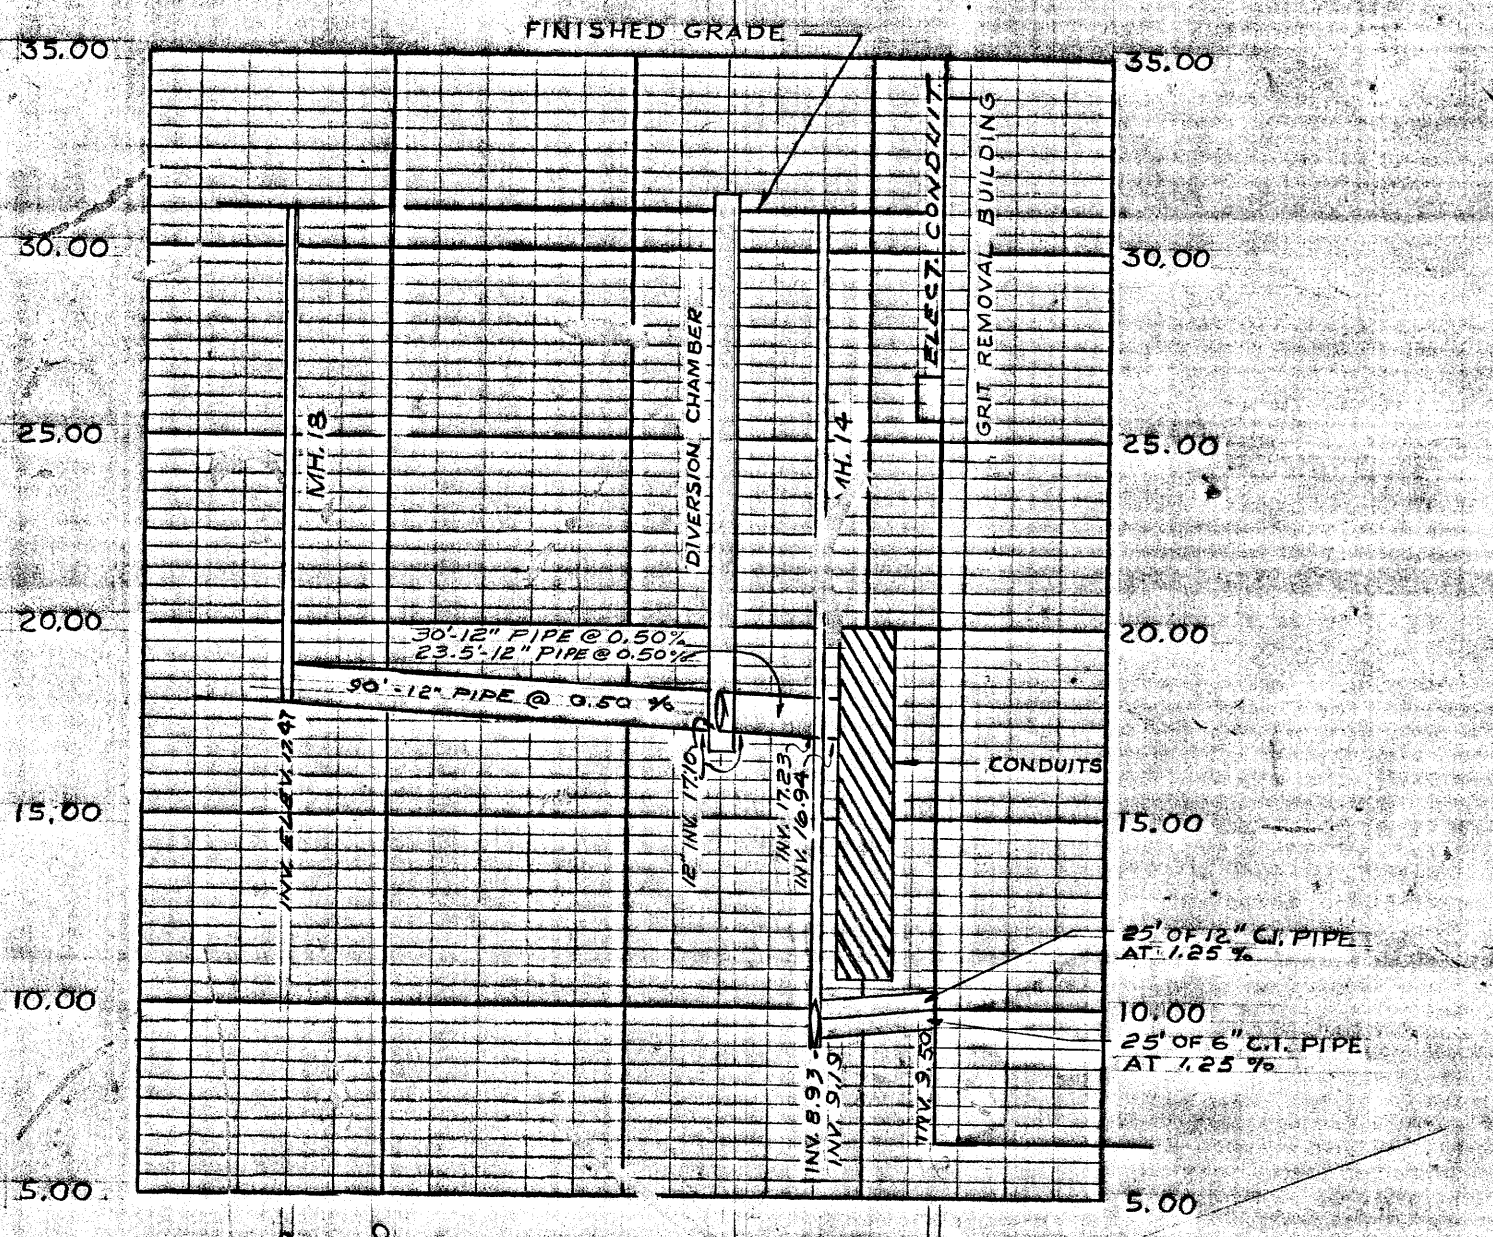 FINISHED GRADE
35.00
35.00
ELECT. CONDUIT
GRIT REMOVAL BUILDING
30.00
30.00
DIVERSION CHAMBER
MH. 18
MH. 14
25.00
25.00
20.00
20.00
30'-12" PIPE @ 0.50%
23.5'-12" PIPE @ 0.50%
90'-12" PIPE @ 0.50 %
INV. ELEV.
12" INV. 17.10
INV. 17.23
INV. 16.94
CONDUITS
15.00
15.00
25' OF 12" C.I. PIPE
AT 1.25 %
10.00
10.00
25' OF 6" C.I. PIPE
AT 1.25 %
INV. 8.93
INV. 9.19
INV. 9.50
5.00
5.00